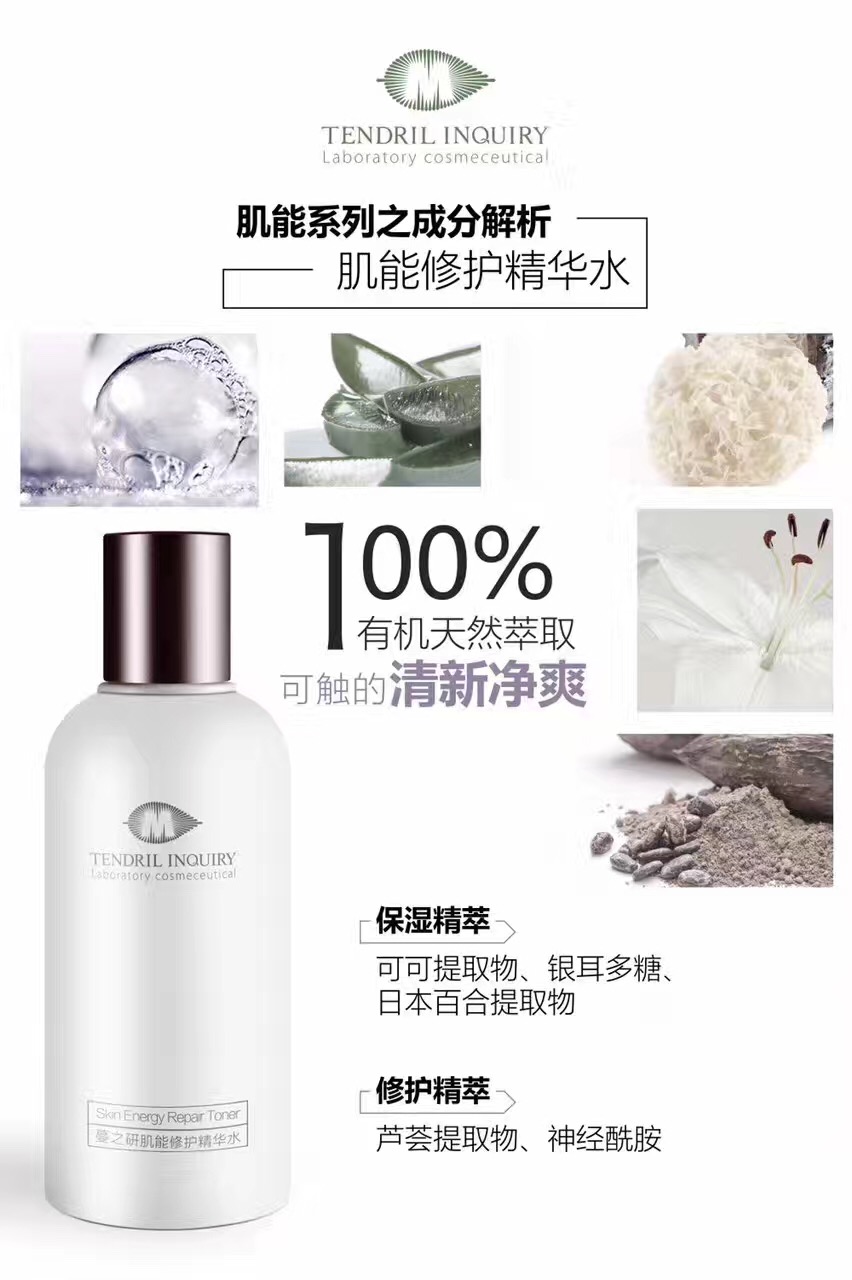 TENDRIL INQUIRY
Laboratory cosmeceutical
肌能系列之成分解析
肌能修护精华水
100%
有机天然萃取
可触的清新净爽
TENDRIL INQUIRY
Laboratory cosmeceutical
保湿精萃
可可提取物、银耳多糖、
日本百合提取物
修护精萃
芦荟提取物、神经酰胺
Skin Energy Repair Toner
蔓之研肌能修护精华水